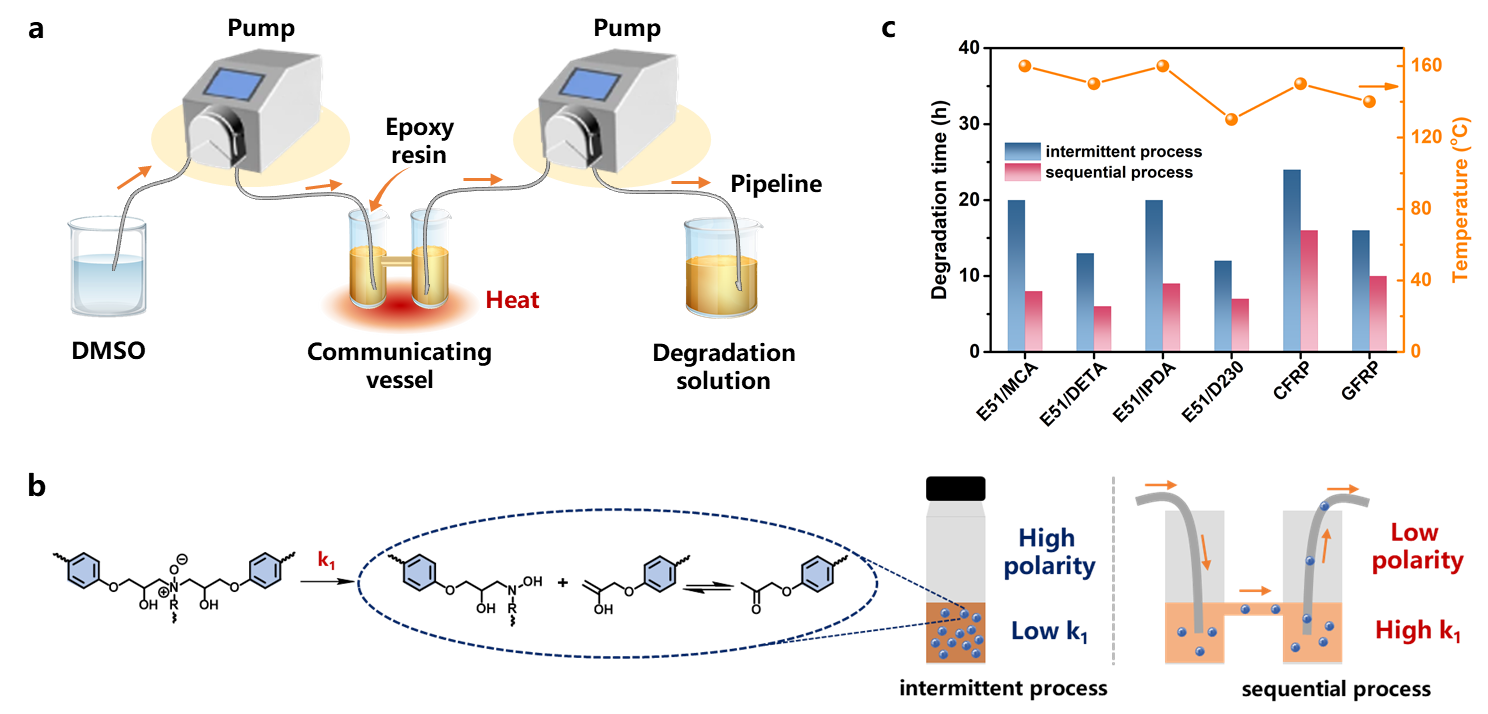 a
Pump
Pump
Epoxy
resin
Pipeline
Heat
DMSO
Communicating
vessel
Degradation
solution
c
Degradation time (h)
40
30
20
10
0
intermittent process
sequential process
160
120
80
40
0
Temperature (°C)
E51/MCA
E51/DETA
E51/IPDA
E51/D230
CFRP
GFRP
b
O
OH
N
R
OH
O
k₁
O
OH
N
OH
R
+
OH
O
O
O
High
polarity
Low k₁
intermittent process
Low
polarity
High k₁
sequential process